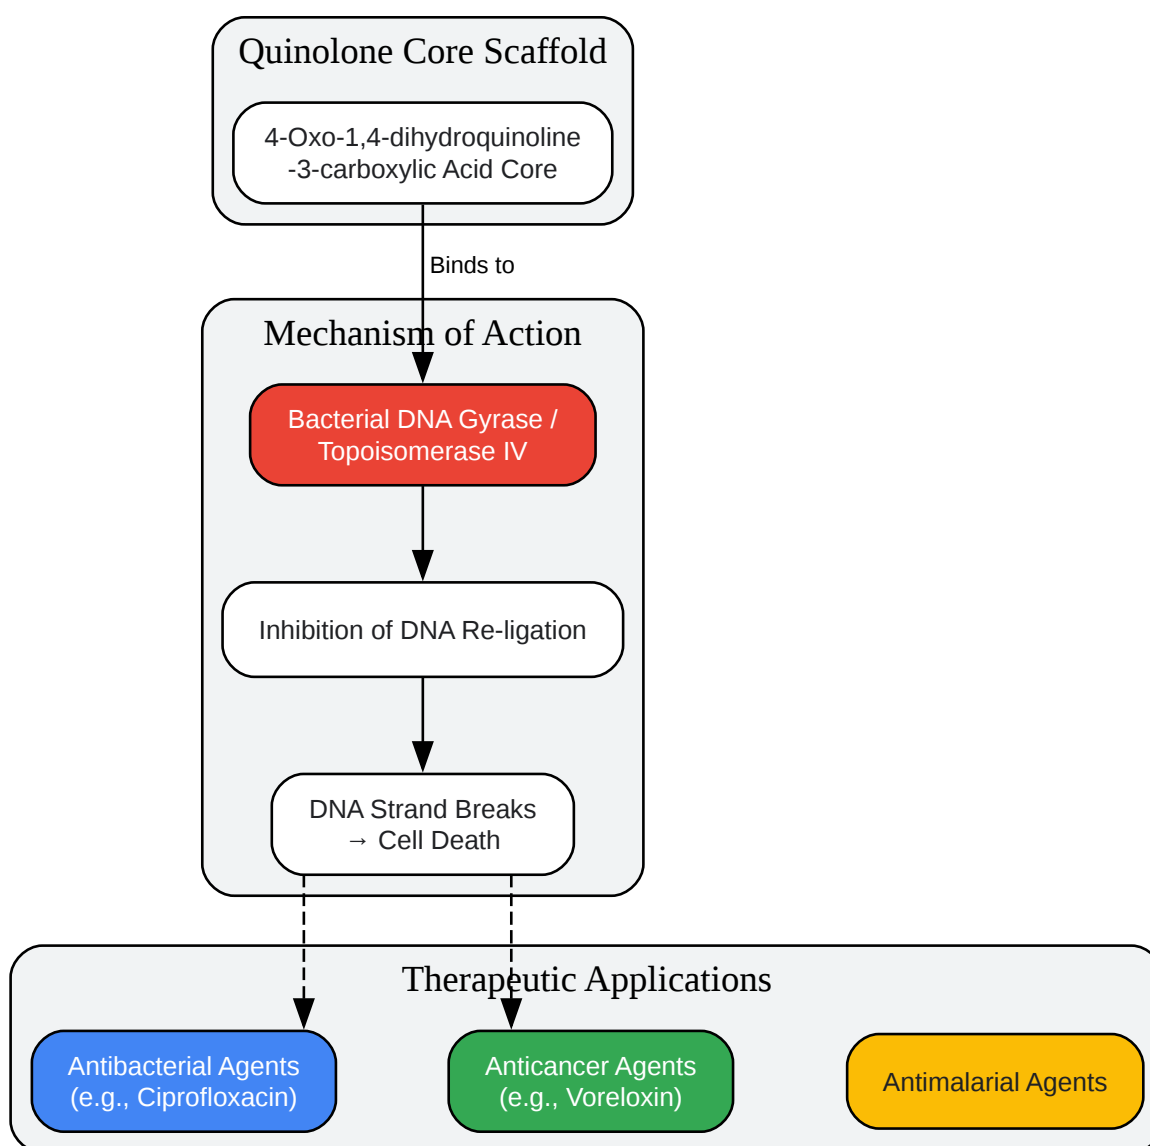 Quinolone Core Scaffold
4-Oxo-1,4-dihydroquinoline
-3-carboxylic Acid Core
Binds to
Mechanism of Action
Bacterial DNA Gyrase /
Topoisomerase IV
Inhibition of DNA Re-ligation
DNA Strand Breaks
→ Cell Death
Therapeutic Applications
Antibacterial Agents
(e.g., Ciprofloxacin)
Anticancer Agents
(e.g., Voreloxin)
Antimalarial Agents